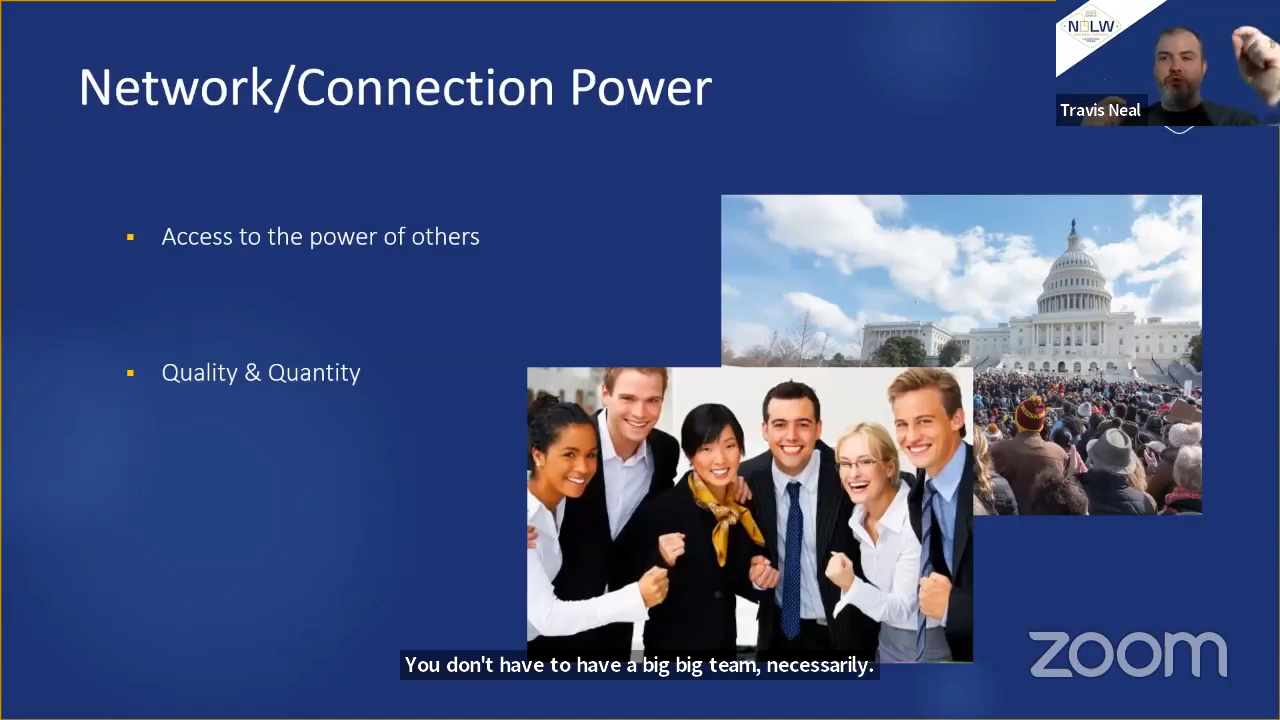 Network/Connection Power
NLW
Travis Neal
Access to the power of others
Quality & Quantity
You don't have to have a big big team, necessarily.
zoom